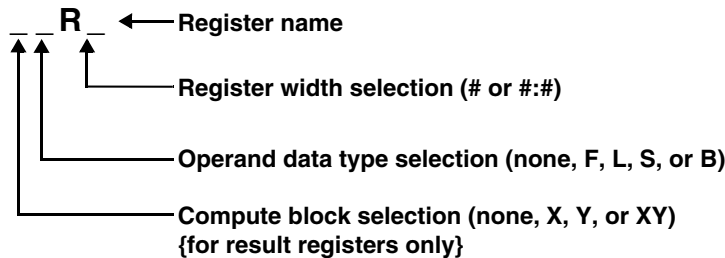 _ _ R _ Register name
Register width selection (# or #:#)
Operand data type selection (none, F, L, S, or B)
Compute block selection (none, X, Y, or XY)
{for result registers only}